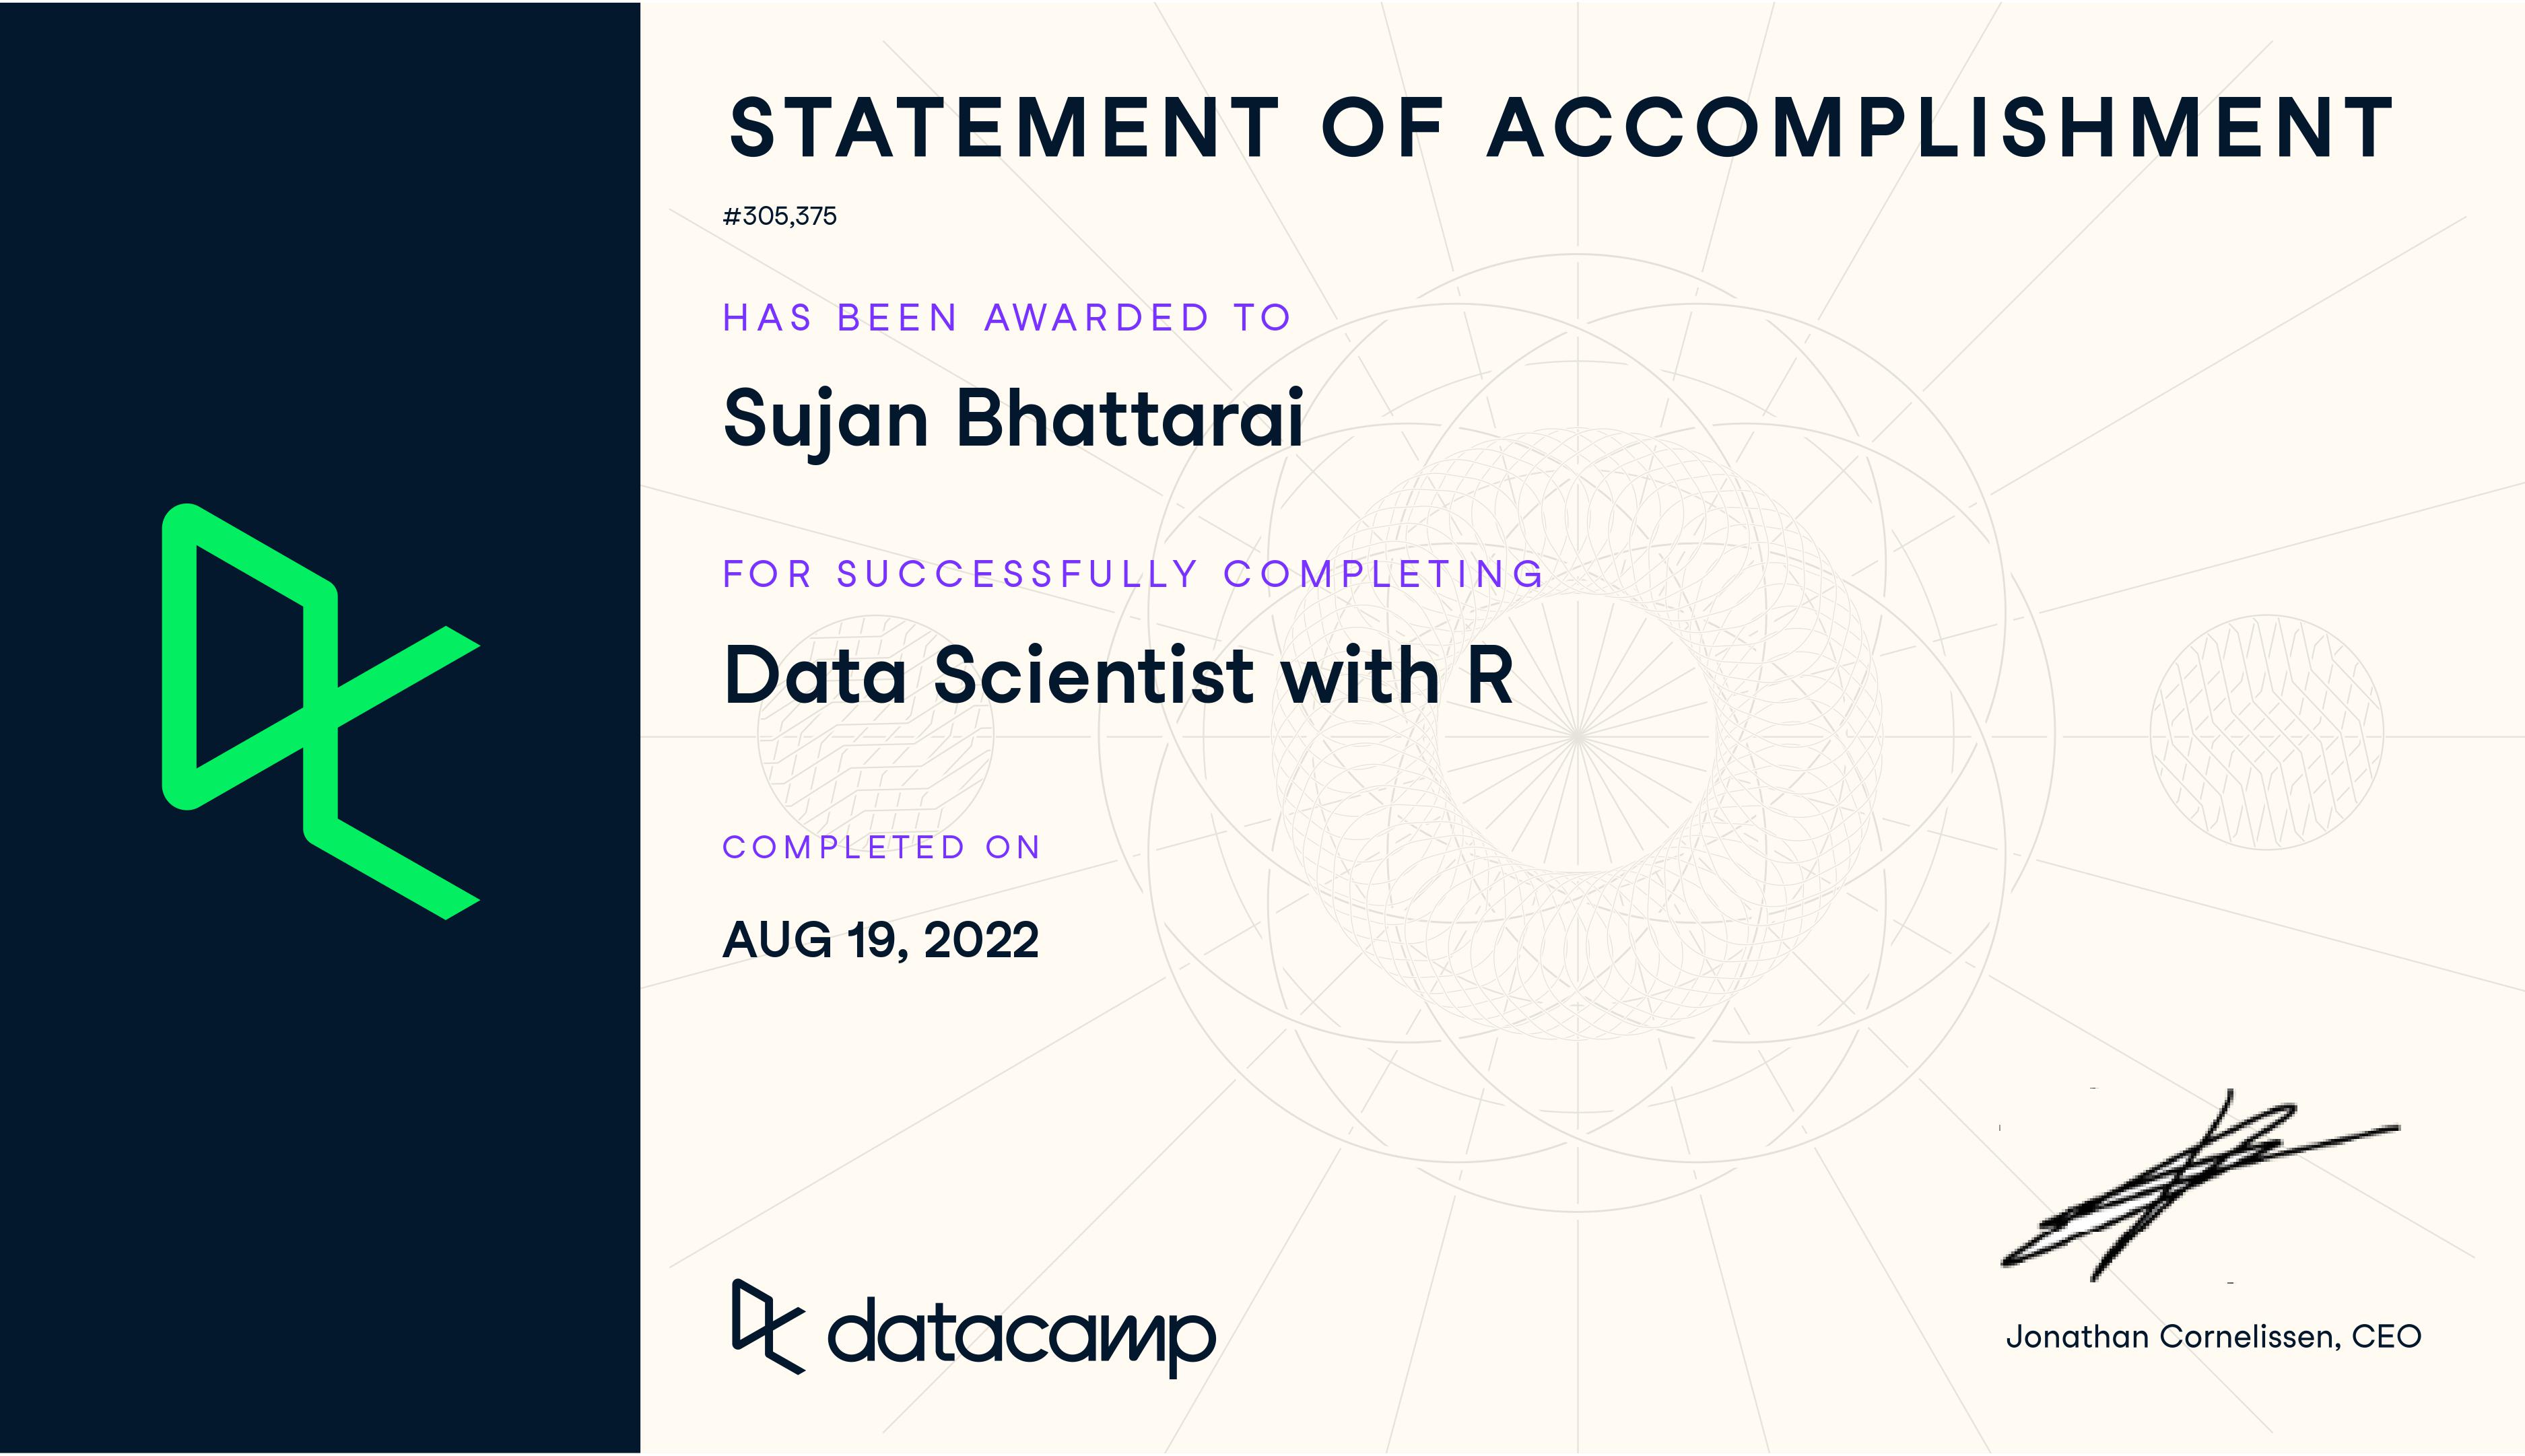 STATEMENT OF ACCOMPLISHMENT
#305,375
HAS BEEN AWARDED TO
Sujan Bhattarai
FOR SUCCESSFULLY COMPLETING
Data Scientist with R
COMPLETED ON
AUG 19, 2022
datacamp
Jonathan Cornelissen, CEO